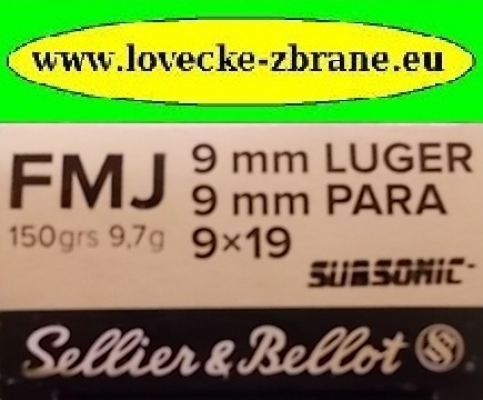 www.lovecke-zbrane.eu
FMJ 9 mm LUGER
9 mm PARA
150grs 9,7g 9×19
SUBSONIC
Sellier & Bellot